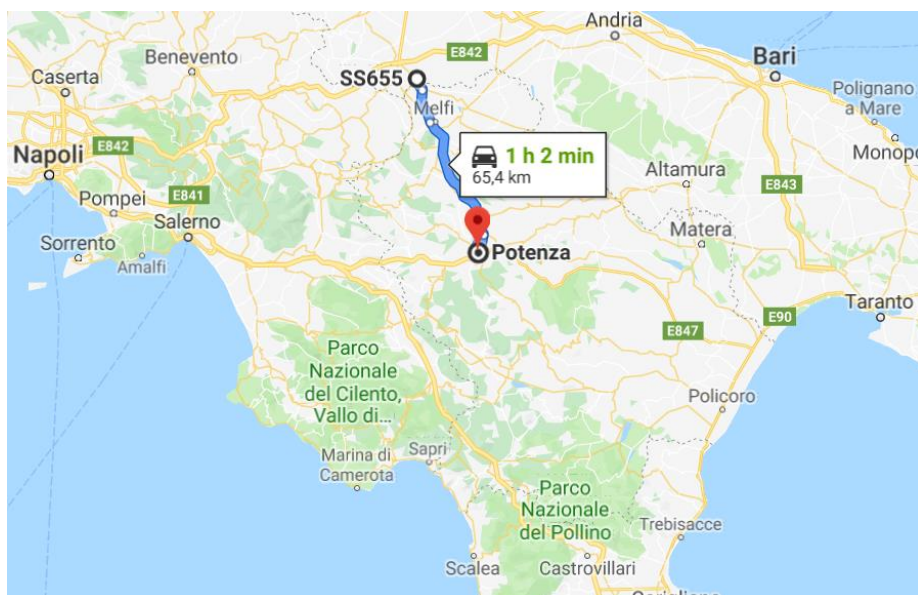 Andria
E842
Benevento
Bari
Caserta
SS655
Polignano
a Mare
Melfi
E842
1 h 2 min
65,4 km
Napoli
Monopo
Altamura
E843
Pompei
E841
Salerno
Matera
Sorrento
Amalfi
Potenza
Taranto
E90
E847
Parco
Nazionale
del Cilento,
Vallo di...
Policoro
Marina di
Camerota
Sapri
Parco
Nazionale
del Pollino
Trebisacce
Scalea
Castrovillari